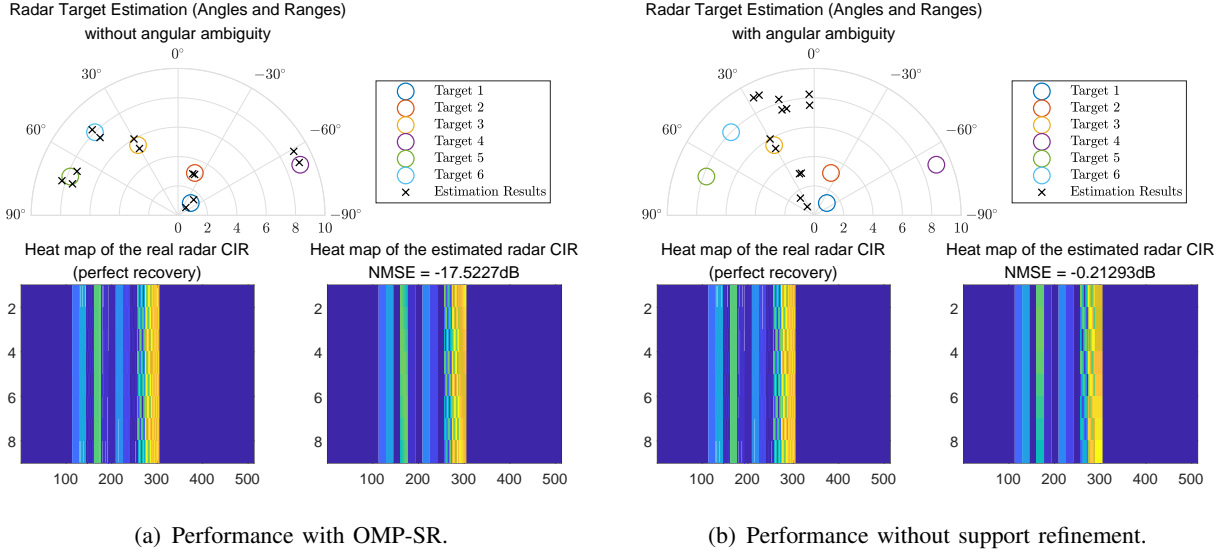 Radar Target Estimation (Angles and Ranges)
without angular ambiguity
0°
30°
−30°
60°
−60°
90°
−90°
0 2 4 6 8 10
Target 1
Target 2
Target 3
Target 4
Target 5
Target 6
Estimation Results
Heat map of the real radar CIR
(perfect recovery)
2
4
6
8
100 200 300 400 500
Heat map of the estimated radar CIR
NMSE = -17.5227dB
2
4
6
8
100 200 300 400 500
(a) Performance with OMP-SR.
Radar Target Estimation (Angles and Ranges)
with angular ambiguity
0°
30°
−30°
60°
−60°
90°
−90°
0 2 4 6 8 10
Target 1
Target 2
Target 3
Target 4
Target 5
Target 6
Estimation Results
Heat map of the real radar CIR
(perfect recovery)
2
4
6
8
100 200 300 400 500
Heat map of the estimated radar CIR
NMSE = -0.21293dB
2
4
6
8
100 200 300 400 500
(b) Performance without support refinement.